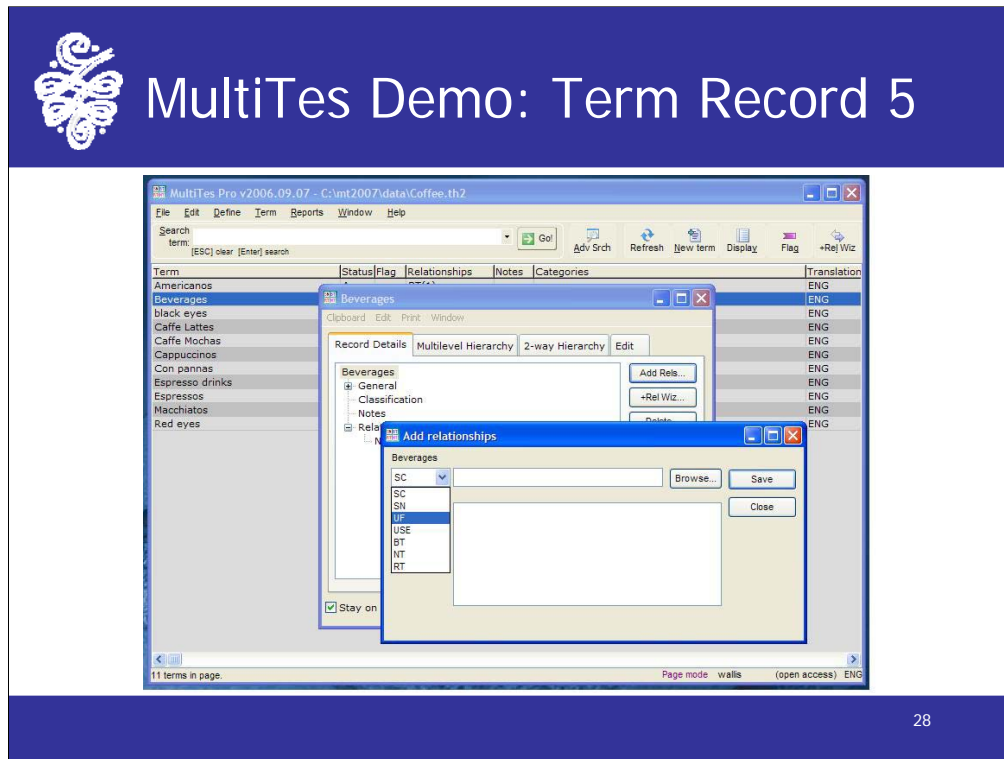 MultiTes Demo: Term Record 5
MultiTes Pro v2006.09.07 - C:\mt2007\data\Coffee.th2
File Edit Define Term Reports Window Help
Search term:
[ESC] clear [Enter] search
Go! Adv Srch Refresh New term Display Flag +Rel Wiz
Term Status Flag Relationships Notes Categories Translation
Americanos ENG
Beverages ENG
black eyes ENG
Caffe Lattes ENG
Caffe Mochas ENG
Cappuccinos ENG
Con pannas ENG
Espresso drinks ENG
Espressos ENG
Macchiatos ENG
Red eyes ENG
Beverages
Clipboard Edit Print Window
Record Details Multilevel Hierarchy 2-way Hierarchy Edit
Beverages
General
Classification
Notes
Rela
N
Add Rels...
+Rel Wiz...
Stay on
Add relationships
Beverages
SC Browse... Save
Close
SC
SN
UF
USE
BT
NT
RT
11 terms in page. Page mode wallis (open access) ENG
28